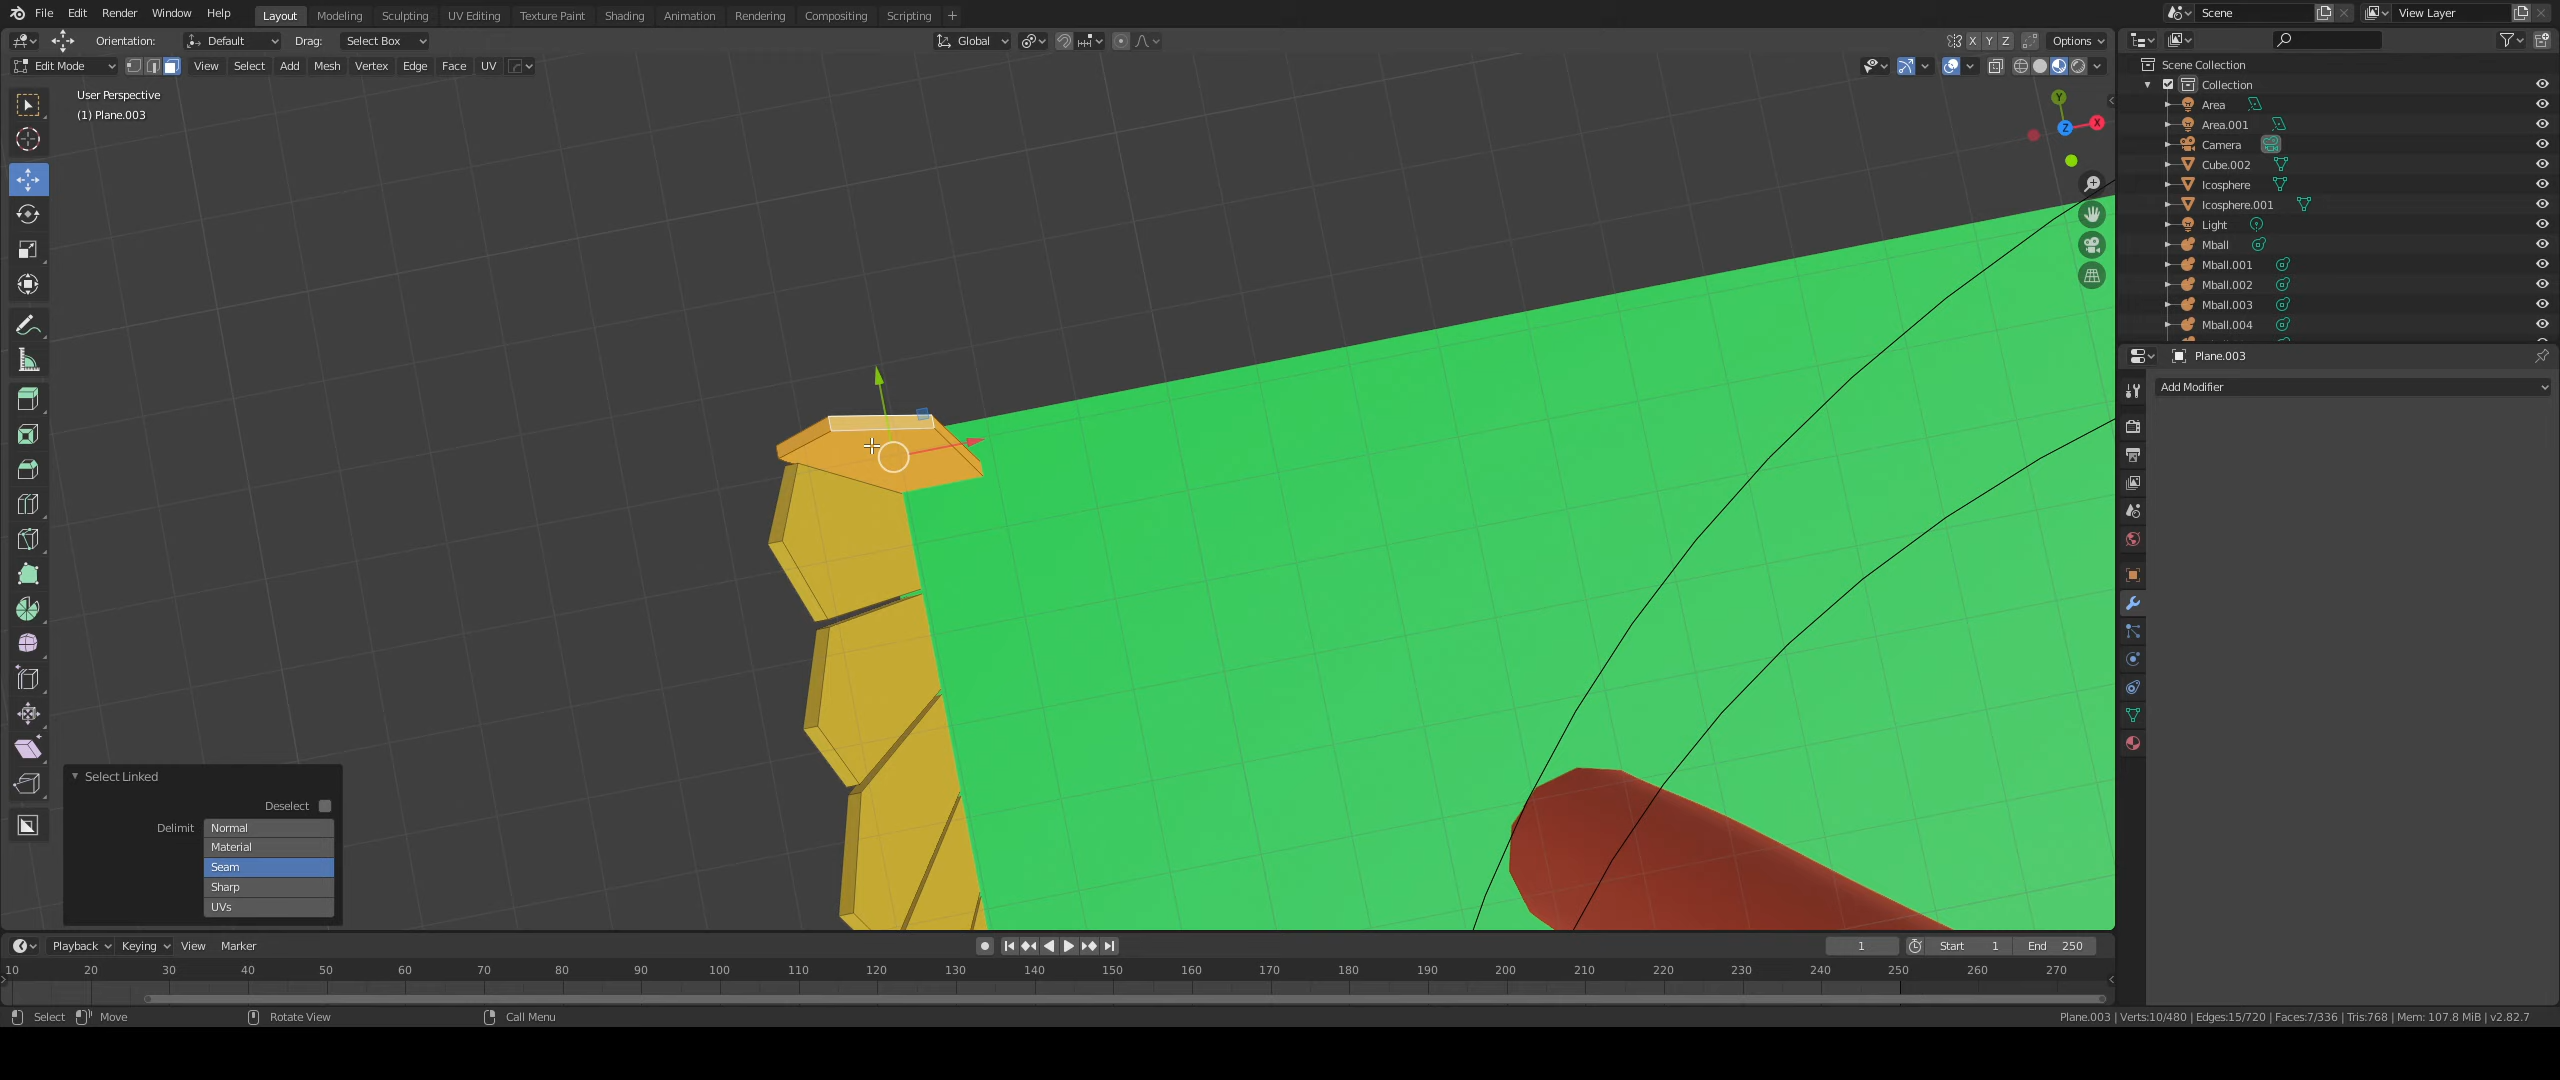 File Edit Render Window Help Layout Modeling Sculpting UV Editing Texture Paint Shading Animation Rendering Compositing Scripting + Scene View Layer
Orientation: Default Drag: Select Box Global X Y Z Options
Edit Mode View Select Add Mesh Vertex Edge Face UV
User Perspective
(1) Plane.003
Y
Z
X
Scene Collection
Collection
Area
Area.001
Camera
Cube.002
Icosphere
Icosphere.001
Light
Mball
Mball.001
Mball.002
Mball.003
Mball.004
Plane.003
Add Modifier
Select Linked
Deselect
Delimit Normal
Material
Seam
Sharp
UVs
Playback Keying View Marker 1 Start 1 End 250
10 20 30 40 50 60 70 80 90 100 110 120 130 140 150 160 170 180 190 200 210 220 230 240 250 260 270
Select Move Rotate View Call Menu Plane.003 | Verts:10/480 | Edges:15/720 | Faces:7/336 | Tris:768 | Mem: 107.8 MiB | v2.82.7